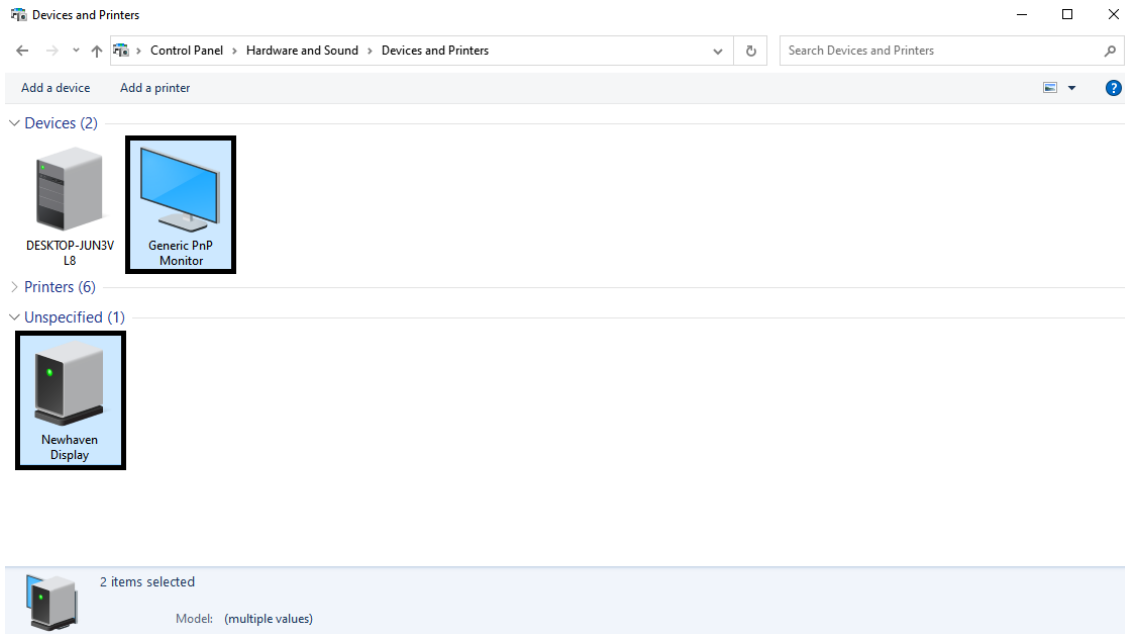 Devices and Printers
Control Panel > Hardware and Sound > Devices and Printers
Search Devices and Printers
Add a device Add a printer
?
Devices (2)
DESKTOP-JUN3V
L8
Generic PnP
Monitor
Printers (6)
Unspecified (1)
Newhaven
Display
2 items selected
Model: (multiple values)